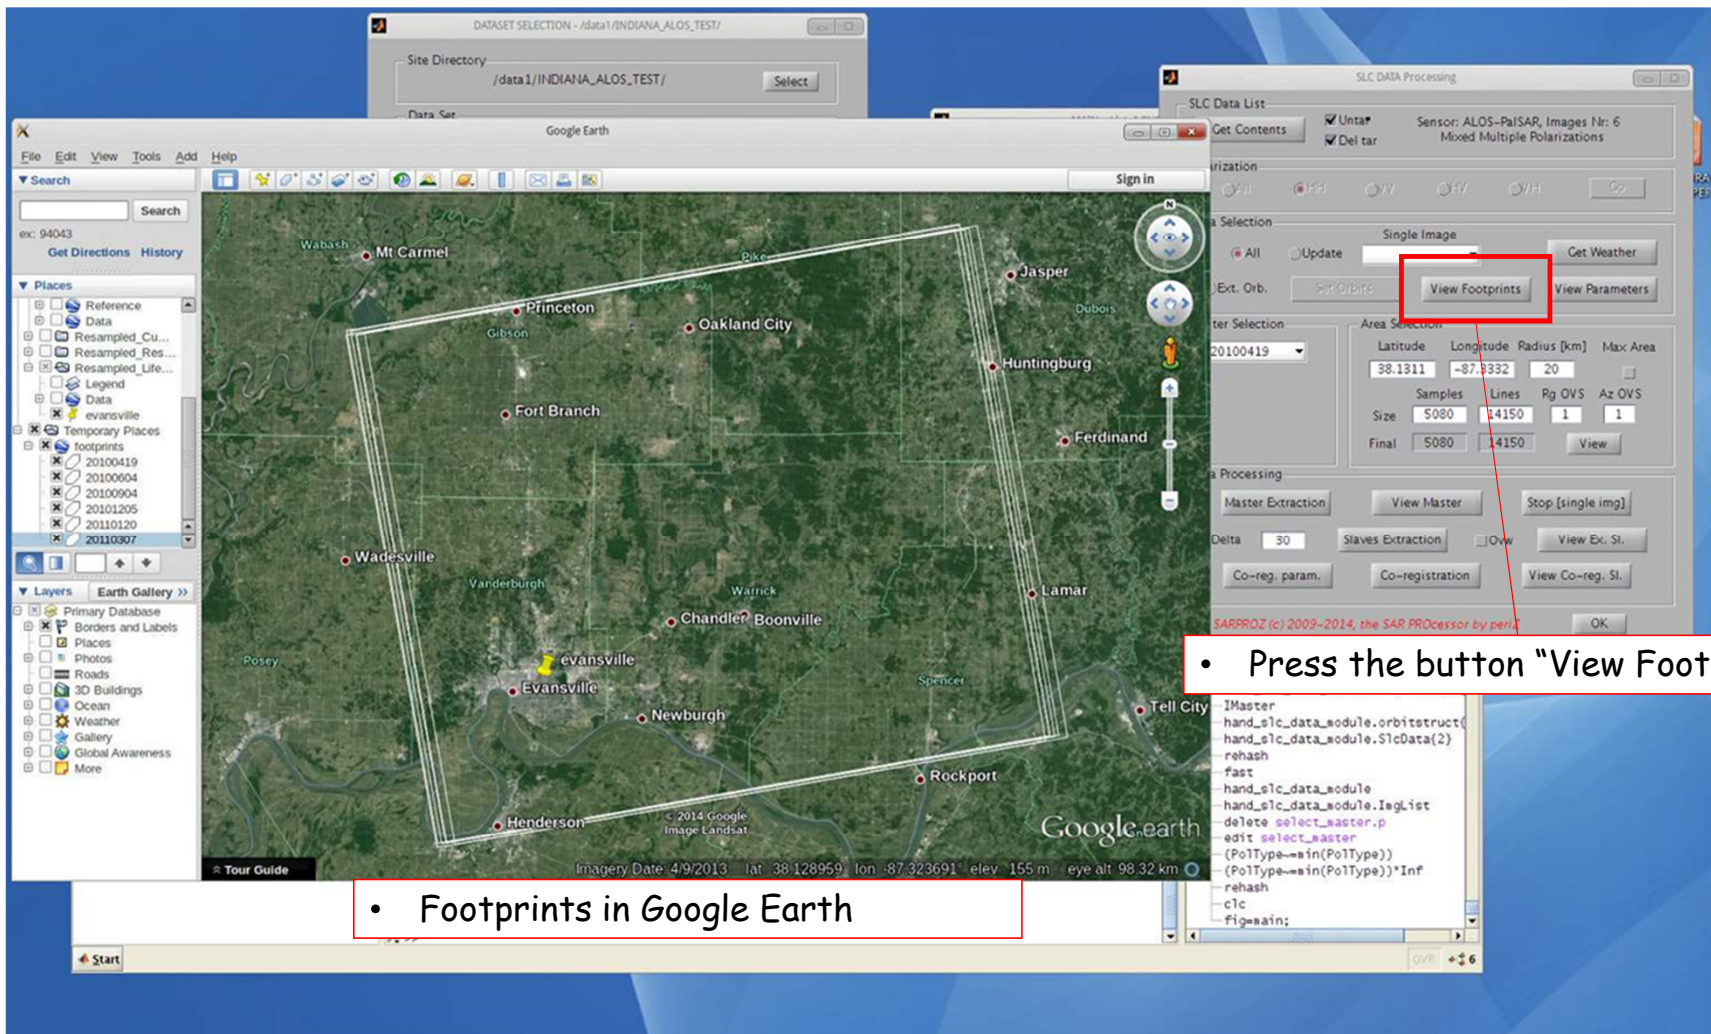 DATASET SELECTION - /data1/INDIANA_ALOS_TEST/
Site Directory
/data1/INDIANA_ALOS_TEST/
Select
Data Set
SLC DATA Processing
SLC Data List
Get Contents
Untar
Del tar
Sensor: ALOS-PalSAR, Images Nr: 6
Mixed Multiple Polarizations
All HH VV HV VH Go
Selection
Single Image
All Update
Get Weather
Ext. Orb.
View Footprints
View Parameters
Selection
20100419
Area Selection
Latitude Longitude Radius [km] Max Area
38.1311 -87.3332 20
Samples Lines Rg OVS Az OVS
Size 5080 14150 1 1
Final 5080 14150 View
Processing
Master Extraction View Master Stop [single img]
Delta 30 Slaves Extraction Ovw View Ex. Sl.
Co-reg. param. Co-registration View Co-reg. Sl.
SARPROZ (c) 2009-2014, the SAR PROcessor by periZ
OK
Google Earth
File Edit View Tools Add Help
Search
Search
ex: 94043
Get Directions History
Places
Reference
Data
Resampled_Cu...
Resampled_Res...
Resampled_Life...
Legend
Data
evansville
Temporary Places
footprints
20100419
20100604
20100904
20101205
20110120
20110307
Layers Earth Gallery >>
Primary Database
Borders and Labels
Places
Photos
Roads
3D Buildings
Ocean
Weather
Gallery
Global Awareness
More
Sign in
N
Wabash
Mt Carmel
Pike
Jasper
Princeton
Gibson
Oakland City
Dubois
Huntingburg
Fort Branch
Ferdinand
Wadesville
Vanderburgh
Warrick
Lamar
Chandler Boonville
Posey
evansville
Evansville
Spencer
Newburgh
Tell City
Rockport
Henderson
© 2014 Google
Image Landsat
Google earth
Tour Guide
Imagery Date: 4/9/2013 lat 38.128959° lon -87.323691° elev 155 m eye alt 98.32 km
• Press the button “View Foot
• Footprints in Google Earth
IMaster
hand_slc_data_module.orbitstruct{
hand_slc_data_module.SlcData{2}
rehash
fast
hand_slc_data_module
hand_slc_data_module.ImgList
delete select_master.p
edit select_master
(PolType~=min(PolType))
(PolType~=min(PolType))*Inf
rehash
clc
fig=main;
Start
OVR
6